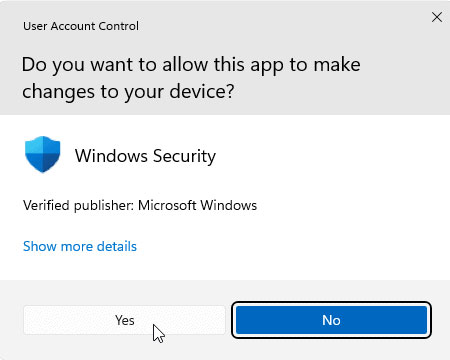 User Account Control
Do you want to allow this app to make
changes to your device?
Windows Security
Verified publisher: Microsoft Windows
Show more details
Yes
No